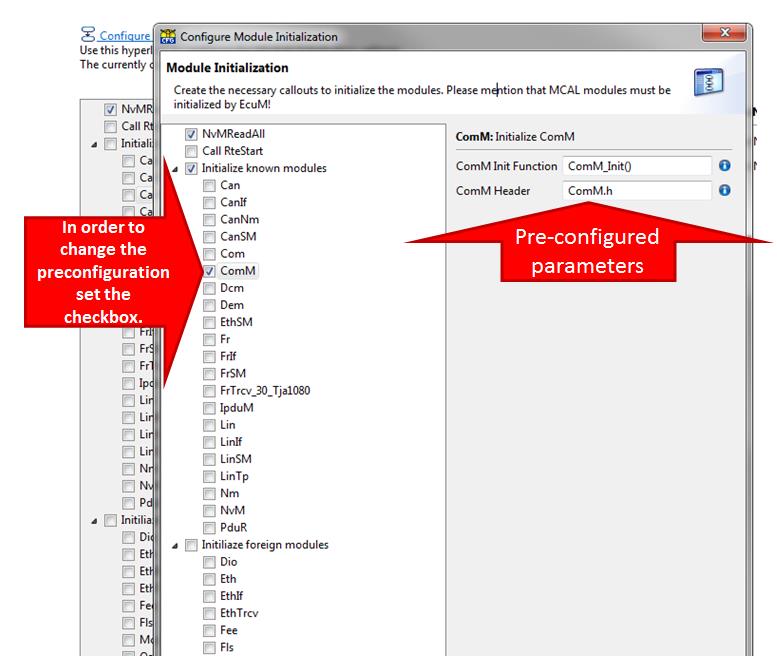 Configure
Use this hyperl
The currently
Configure Module Initialization
CFG
Module Initialization
Create the necessary callouts to initialize the modules. Please mention that MCAL modules must be
initialized by EcuM!
NvMR
Call Rt
Initiali
Ca
Ca
Ca
Ca
FrS
FrT
Ipd
Lin
Lin
Lin
Lin
Nn
Nv
Pd
Initilia
Dio
Eth
Eth
Eth
Fee
Fls
In order to
change the
preconfiguration
set the
checkbox.
NvMReadAll
Call RteStart
Initialize known modules
Can
CanIf
CanNm
CanSM
Com
ComM
Dcm
Dem
EthSM
Fr
FrIf
FrSM
FrTrcv_30_Tja1080
IpduM
Lin
LinIf
LinSM
LinTp
Nm
NvM
PduR
Initiliaze foreign modules
Dio
Eth
EthIf
EthTrcv
Fee
Fls
ComM: Initialize ComM
ComM Init Function ComM_Init()
ComM Header ComM.h
Pre-configured
parameters